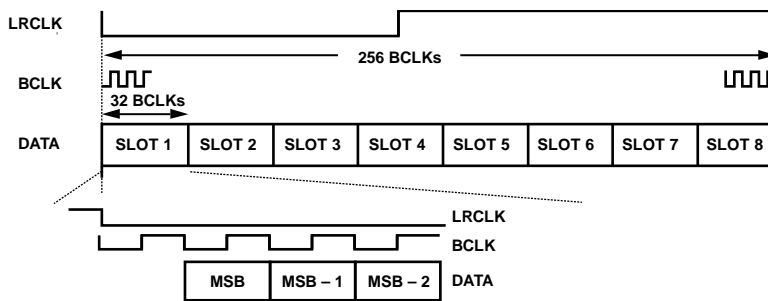 LRCLK
256 BCLKs
BCLK
32 BCLKs
DATA SLOT 1 SLOT 2 SLOT 3 SLOT 4 SLOT 5 SLOT 6 SLOT 7 SLOT 8
LRCLK
BCLK
MSB MSB – 1 MSB – 2 DATA